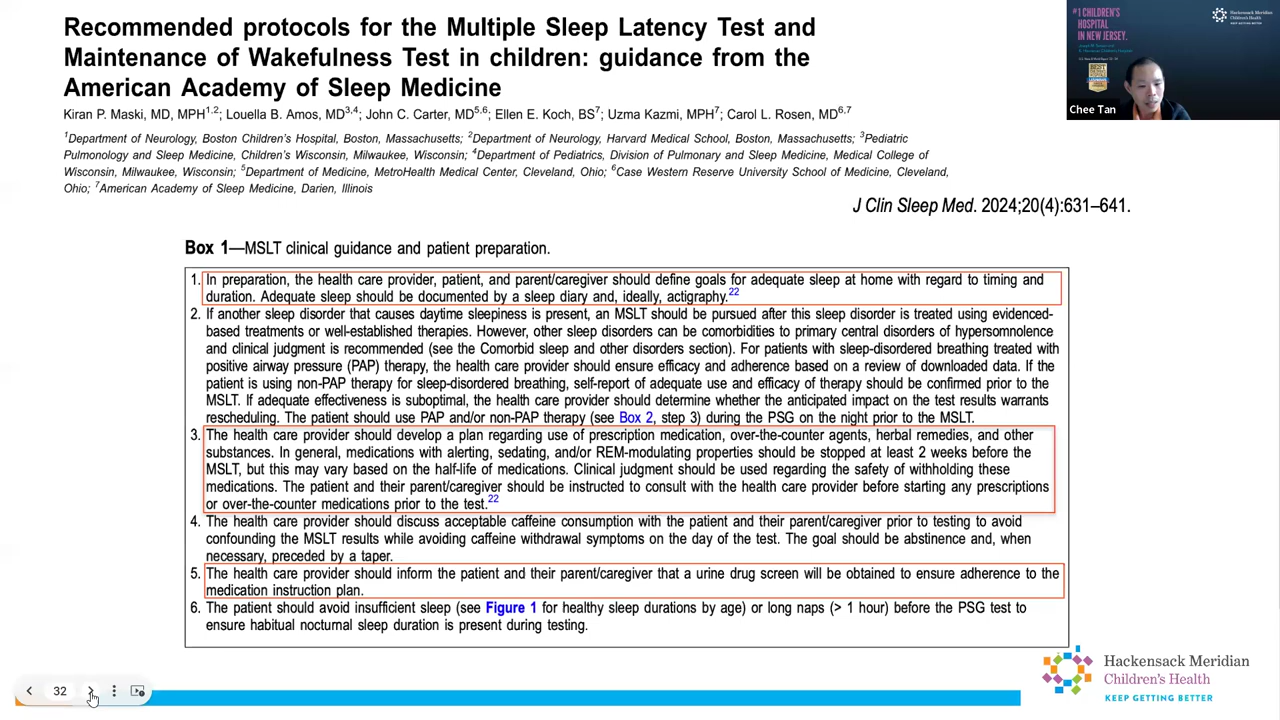 Recommended protocols for the Multiple Sleep Latency Test and
Maintenance of Wakefulness Test in children: guidance from the
American Academy of Sleep Medicine
Kiran P. Maski, MD, MPH1,2; Louella B. Amos, MD3,4; John C. Carter, MD5,6; Ellen E. Koch, BS7; Uzma Kazmi, MPH7; Carol L. Rosen, MD6,7
1Department of Neurology, Boston Children's Hospital, Boston, Massachusetts; 2Department of Neurology, Harvard Medical School, Boston, Massachusetts; 3Pediatric
Pulmonology and Sleep Medicine, Children's Wisconsin, Milwaukee, Wisconsin; 4Department of Pediatrics, Division of Pulmonary and Sleep Medicine, Medical College of
Wisconsin, Milwaukee, Wisconsin; 5Department of Medicine, MetroHealth Medical Center, Cleveland, Ohio; 6Case Western Reserve University School of Medicine, Cleveland,
Ohio; 7American Academy of Sleep Medicine, Darien, Illinois
J Clin Sleep Med. 2024;20(4):631–641.
Box 1—MSLT clinical guidance and patient preparation.
1. In preparation, the health care provider, patient, and parent/caregiver should define goals for adequate sleep at home with regard to timing and
duration. Adequate sleep should be documented by a sleep diary and, ideally, actigraphy.22
2. If another sleep disorder that causes daytime sleepiness is present, an MSLT should be pursued after this sleep disorder is treated using evidenced-
based treatments or well-established therapies. However, other sleep disorders can be comorbidities to primary central disorders of hypersomnolence
and clinical judgment is recommended (see the Comorbid sleep and other disorders section). For patients with sleep-disordered breathing treated with
positive airway pressure (PAP) therapy, the health care provider should ensure efficacy and adherence based on a review of downloaded data. If the
patient is using non-PAP therapy for sleep-disordered breathing, self-report of adequate use and efficacy of therapy should be confirmed prior to the
MSLT. If adequate effectiveness is suboptimal, the health care provider should determine whether the anticipated impact on the test results warrants
rescheduling. The patient should use PAP and/or non-PAP therapy (see Box 2, step 3) during the PSG on the night prior to the MSLT.
3. The health care provider should develop a plan regarding use of prescription medication, over-the-counter agents, herbal remedies, and other
substances. In general, medications with alerting, sedating, and/or REM-modulating properties should be stopped at least 2 weeks before the
MSLT, but this may vary based on the half-life of medications. Clinical judgment should be used regarding the safety of withholding these
medications. The patient and their parent/caregiver should be instructed to consult with the health care provider before starting any prescriptions
or over-the-counter medications prior to the test.22
4. The health care provider should discuss acceptable caffeine consumption with the patient and their parent/caregiver prior to testing to avoid
confounding the MSLT results while avoiding caffeine withdrawal symptoms on the day of the test. The goal should be abstinence and, when
necessary, preceded by a taper.
5. The health care provider should inform the patient and their parent/caregiver that a urine drug screen will be obtained to ensure adherence to the
medication instruction plan.
6. The patient should avoid insufficient sleep (see Figure 1 for healthy sleep durations by age) or long naps (> 1 hour) before the PSG test to
ensure habitual nocturnal sleep duration is present during testing.
32
Hackensack Meridian
Children's Health
KEEP GETTING BETTER
#1 CHILDREN'S
HOSPITAL
IN NEW JERSEY.
Hackensack Meridian
Children's Health
BEST
Chee Tan